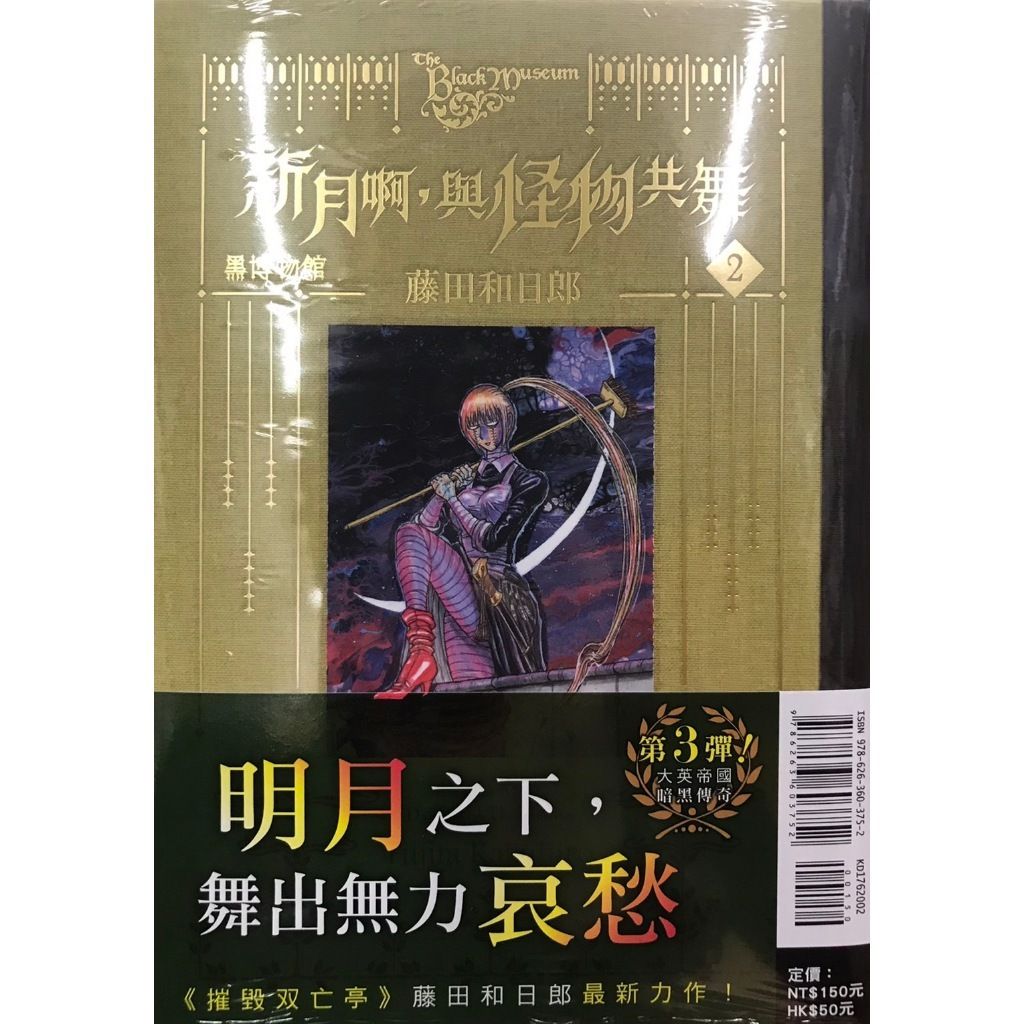 The
Black Museum
新月啊,與怪物共舞
黑博物館
2
藤田和日郎
第3彈!
大英帝國
暗黑傳奇
明月之下,
舞出無力哀愁
《摧毀双亡亭》藤田和日郎最新力作!
ISBN 978-626-360-375-2
9786263603752
KD1762002
00150
定價:
NT$150元
HK$50元